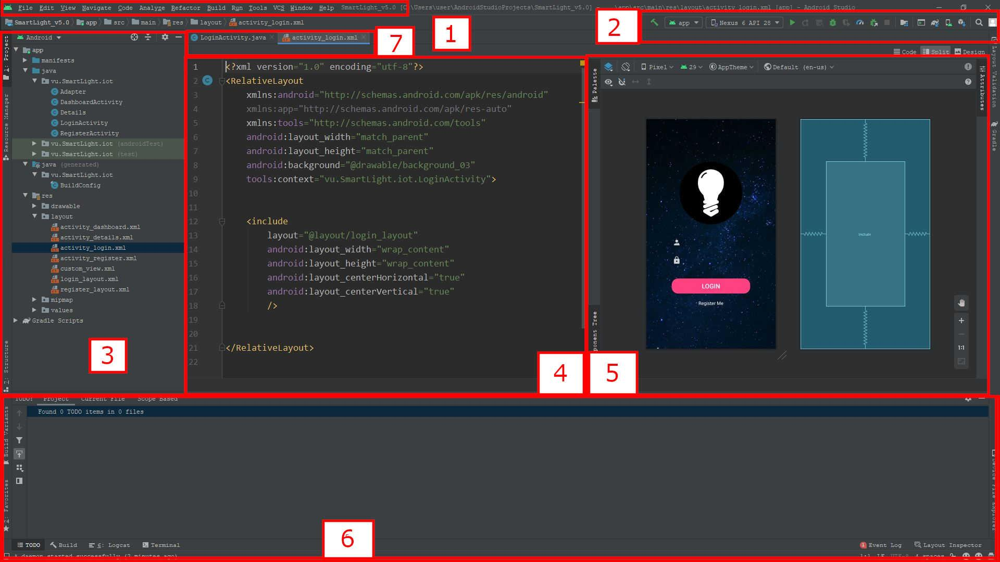 File Edit View Navigate Code Analyze Refactor Build Run Tools VCS Window Help SmartLight_v5.0 [C:\Users\user\AndroidStudioProjects\SmartLight_v5.0] - ...\app\src\main\res\layout\activity_login.xml [app] - Android Studio
SmartLight_v5.0 app src main res layout activity_login.xml
1
2
app Nexus 6 API 28
Android
LoginActivity.java activity_login.xml
7
Code Split Design
1: Project
Resource Manager
7: Structure
app
manifests
java
vu.SmartLight.iot
Adapter
DashboardActivity
Details
LoginActivity
RegisterActivity
vu.SmartLight.iot (androidTest)
vu.SmartLight.iot (test)
java (generated)
vu.SmartLight.iot
BuildConfig
res
drawable
layout
activity_dashboard.xml
activity_details.xml
activity_login.xml
activity_register.xml
custom_view.xml
login_layout.xml
register_layout.xml
mipmap
values
Gradle Scripts
3
1 <?xml version="1.0" encoding="utf-8"?>
2 <RelativeLayout
3 xmlns:android="http://schemas.android.com/apk/res/android"
4 xmlns:app="http://schemas.android.com/apk/res-auto"
5 xmlns:tools="http://schemas.android.com/tools"
6 android:layout_width="match_parent"
7 android:layout_height="match_parent"
8 android:background="@drawable/background_03"
9 tools:context="vu.SmartLight.iot.LoginActivity">
10
11
12 <include
13 layout="@layout/login_layout"
14 android:layout_width="wrap_content"
15 android:layout_height="wrap_content"
16 android:layout_centerHorizontal="true"
17 android:layout_centerVertical="true"
18 />
19
20
21 </RelativeLayout>
22
4
Palette
Pixel 29 AppTheme Default (en-us)
LOGIN
Register Me
include
1:1
5
Attributes
Layout Validation
Gradle
TODO: Project Current File Scope Based
Found 0 TODO items in 0 files
Build Variants
2: Favorites
Device File Explorer
6
TODO Build 6: Logcat Terminal
Event Log Layout Inspector
daemon started successfully (2 minutes ago)
1:1 LF UTF-8 4 spaces